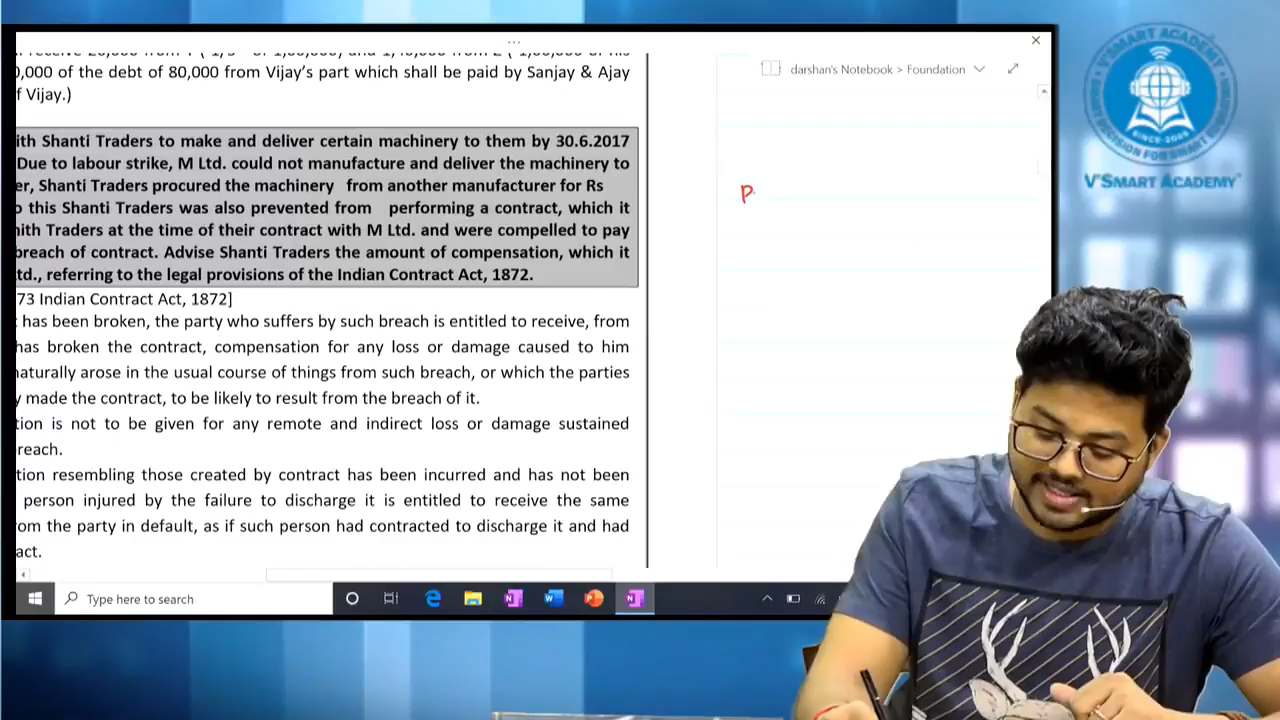 darshan's Notebook > Foundation
0,000 of the debt of 80,000 from Vijay's part which shall be paid by Sanjay & Ajay
f Vijay.)
ith Shanti Traders to make and deliver certain machinery to them by 30.6.2017
Due to labour strike, M Ltd. could not manufacture and deliver the machinery to
er, Shanti Traders procured the machinery from another manufacturer for Rs
o this Shanti Traders was also prevented from performing a contract, which it
nith Traders at the time of their contract with M Ltd. and were compelled to pay
breach of contract. Advise Shanti Traders the amount of compensation, which it
td., referring to the legal provisions of the Indian Contract Act, 1872.
73 Indian Contract Act, 1872]
t has been broken, the party who suffers by such breach is entitled to receive, from
has broken the contract, compensation for any loss or damage caused to him
naturally arose in the usual course of things from such breach, or which the parties
y made the contract, to be likely to result from the breach of it.
tion is not to be given for any remote and indirect loss or damage sustained
reach.
tion resembling those created by contract has been incurred and has not been
person injured by the failure to discharge it is entitled to receive the same
rom the party in default, as if such person had contracted to discharge it and had
act.
P
Type here to search
V'SMART ACADEMY
SINCE-2005
V'SMART ACADEMY